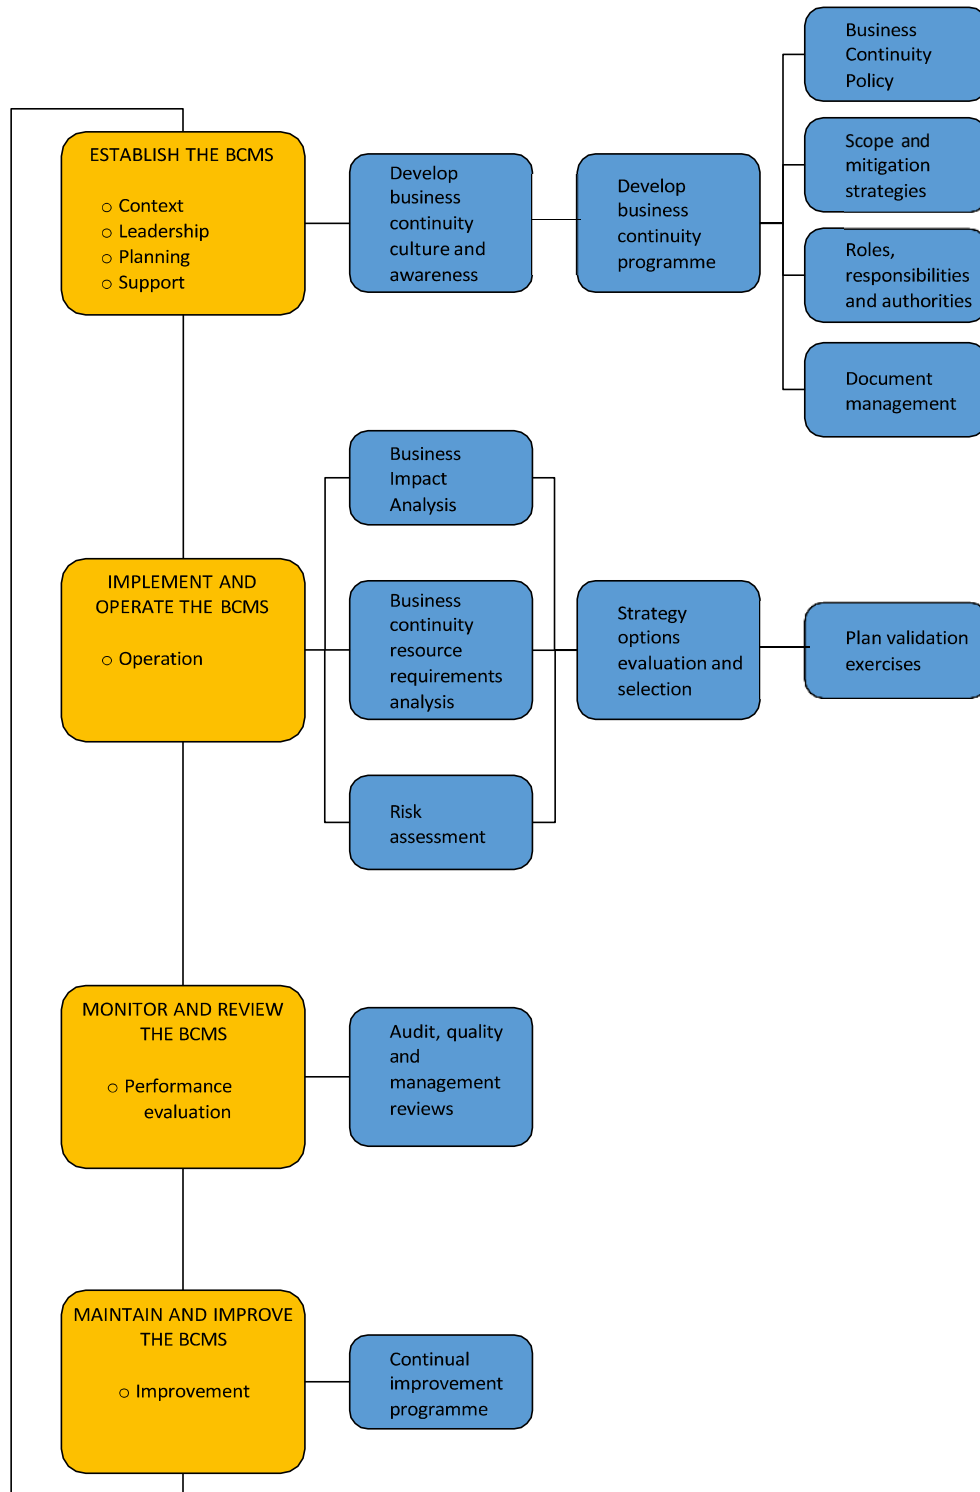 Business
Continuity
Policy
ESTABLISH THE BCMS
○ Context
○ Leadership
○ Planning
○ Support
Develop
business
continuity
culture and
awareness
Develop
business
continuity
programme
Scope and
mitigation
strategies
Roles,
responsibilities
and authorities
Document
management
Business
Impact
Analysis
IMPLEMENT AND
OPERATE THE BCMS
○ Operation
Business
continuity
resource
requirements
analysis
Strategy
options
evaluation and
selection
Plan validation
exercises
Risk
assessment
MONITOR AND REVIEW
THE BCMS
○ Performance
evaluation
Audit, quality
and
management
reviews
MAINTAIN AND IMPROVE
THE BCMS
○ Improvement
Continual
improvement
programme